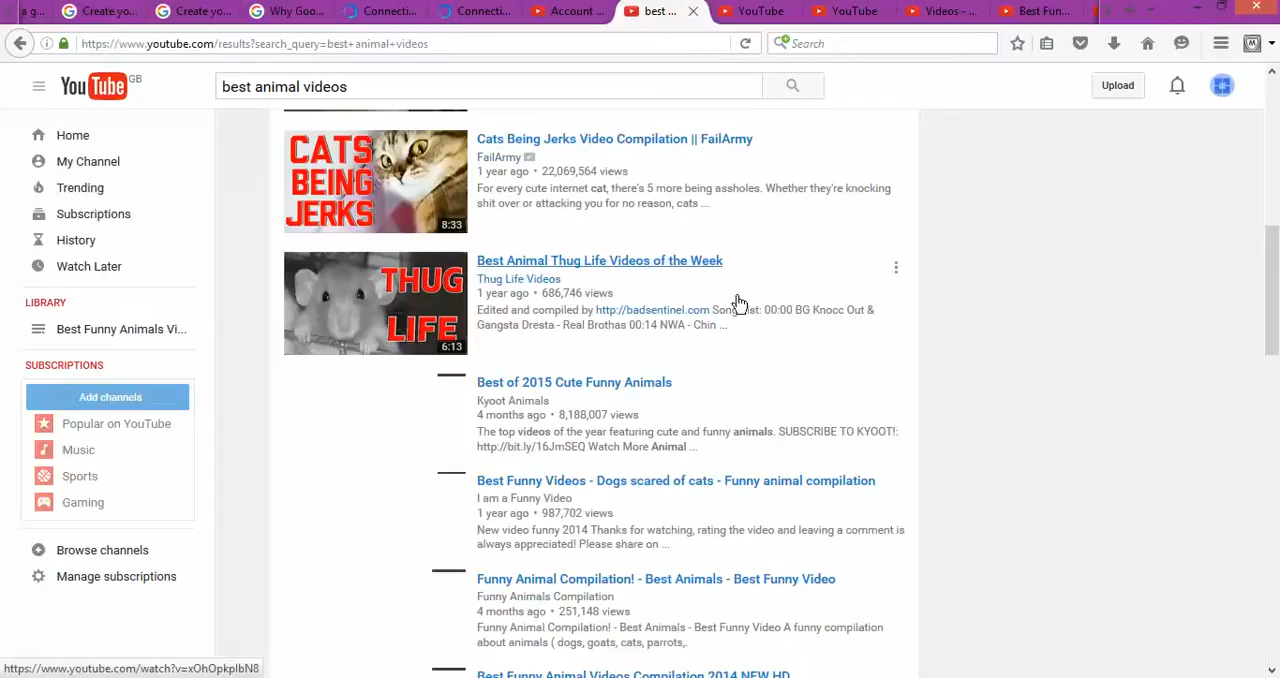 a g...
Create you...
Create yo...
Why Goo...
Connecti...
Connecti...
Account ...
best ...
YouTube
YouTube
Videos - ...
Best Fun...
https://www.youtube.com/results?search_query=best+animal+videos
Search
YouTube GB
best animal videos
Upload
Home
My Channel
Trending
Subscriptions
History
Watch Later
LIBRARY
Best Funny Animals Vi...
SUBSCRIPTIONS
Add channels
Popular on YouTube
Music
Sports
Gaming
Browse channels
Manage subscriptions
CATS
BEING
JERKS
8:33
Cats Being Jerks Video Compilation || FailArmy
FailArmy
1 year ago • 22,069,564 views
For every cute internet cat, there's 5 more being assholes. Whether they're knocking
shit over or attacking you for no reason, cats ...
THUG
LIFE
6:13
Best Animal Thug Life Videos of the Week
Thug Life Videos
1 year ago • 686,746 views
Edited and compiled by http://badsentinel.com 00:00 BG Knocc Out &
Gangsta Dresta - Real Brothas 00:14 NWA - Chin ...
Best of 2015 Cute Funny Animals
Kyoot Animals
4 months ago • 8,188,007 views
The top videos of the year featuring cute and funny animals. SUBSCRIBE TO KYOOT!:
http://bit.ly/16JmSEQ Watch More Animal ...
Best Funny Videos - Dogs scared of cats - Funny animal compilation
I am a Funny Video
1 year ago • 987,702 views
New video funny 2014 Thanks for watching, rating the video and leaving a comment is
always appreciated! Please share on ...
Funny Animal Compilation! - Best Animals - Best Funny Video
Funny Animals Compilation
4 months ago • 251,148 views
Funny Animal Compilation! - Best Animals - Best Funny Video A funny compilation
about animals ( dogs, goats, cats, parrots,.
Best Funny Animal Videos Compilation 2014 NEW HD
https://www.youtube.com/watch?v=xOhOpkpIbN8